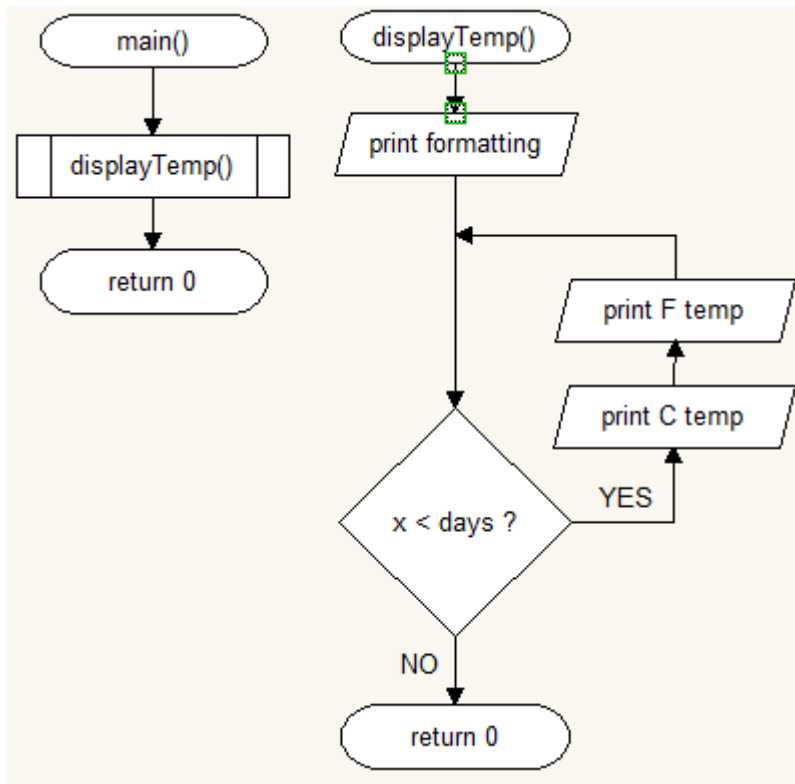 main()
displayTemp()
return 0
displayTemp()
print formatting
print F temp
print C temp
x < days ?
YES
NO
return 0